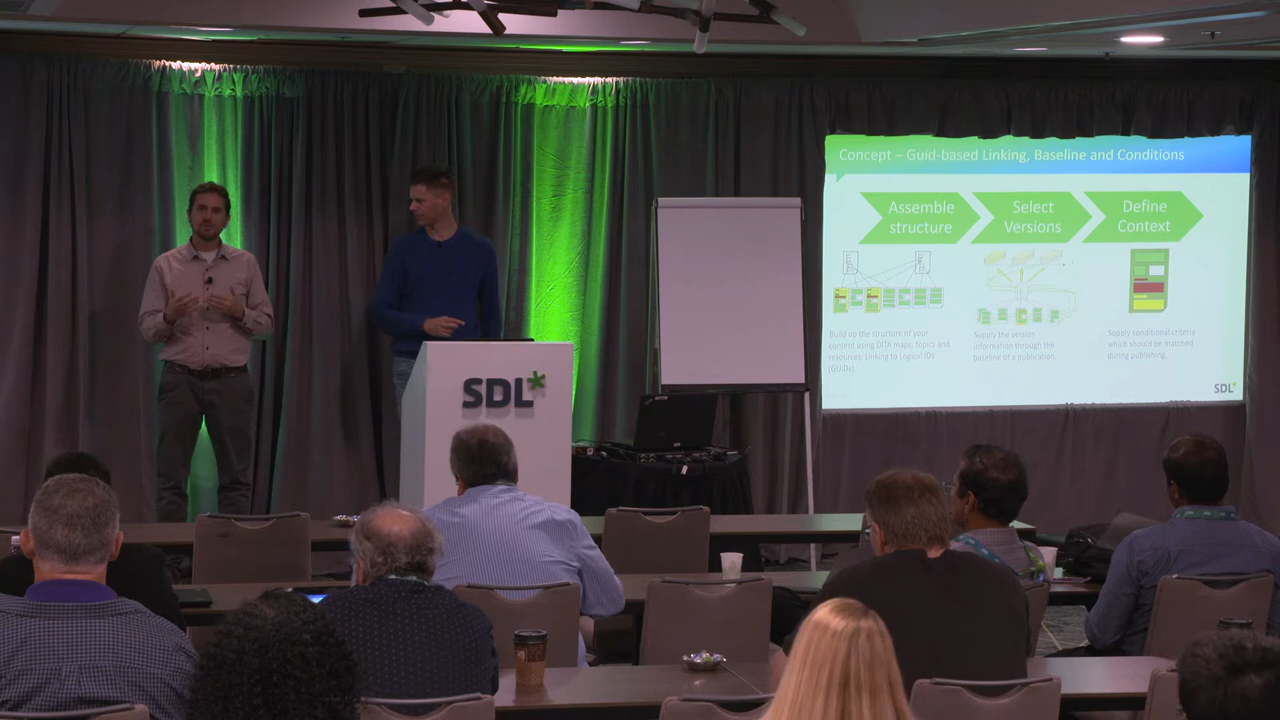 Concept – Guid-based Linking, Baseline and Conditions
Assemble
structure
Select
Versions
Define
Context
Build up the structure of your
content using DITA maps, topics and
resources. Linking to Logical IDs
(GUIDs).
Supply the version
information through the
baseline of a publication.
Supply conditional criteria
which should be matched
during publishing.
SDL*
SDL*